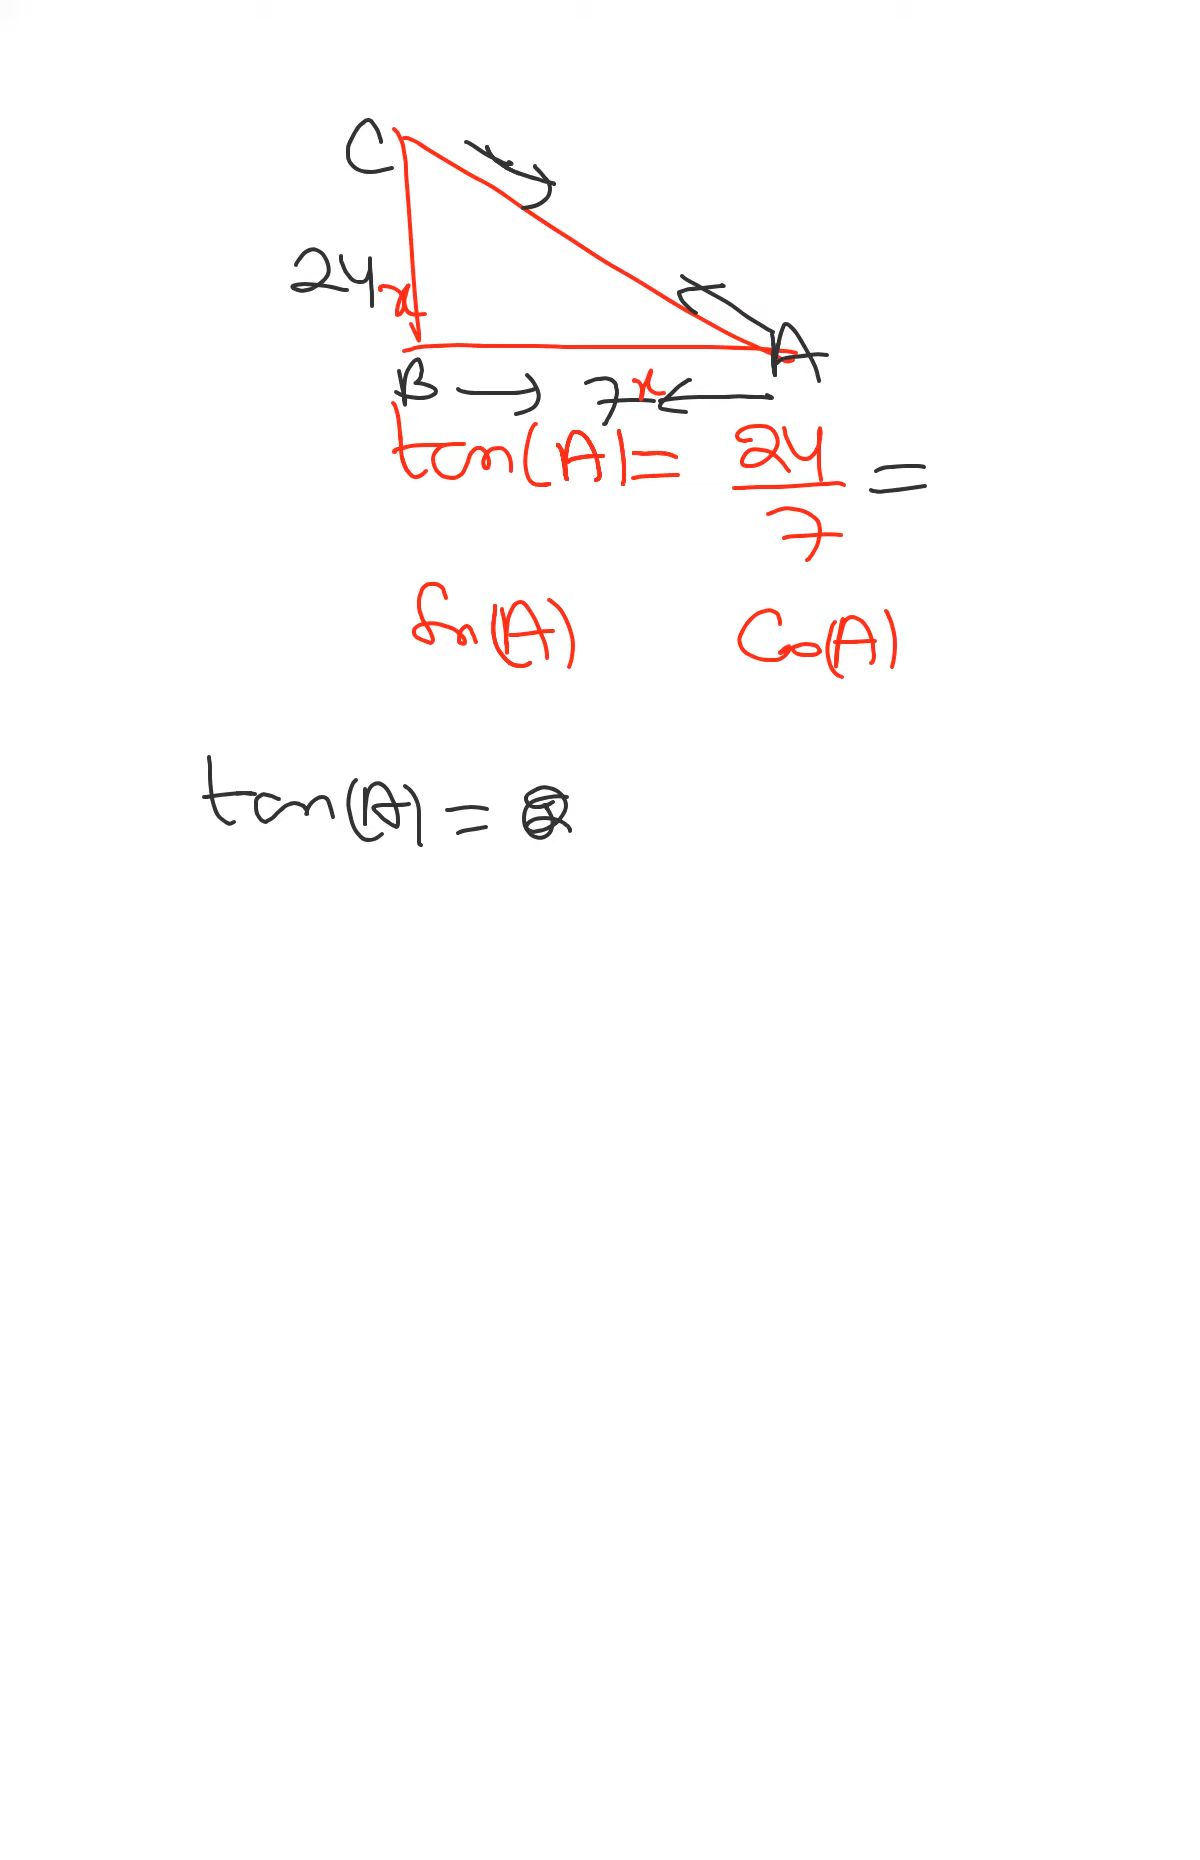 C
24x
A
B 7x
tan(A) = 24/7 =
Sin(A) Cos(A)
tan(A) =